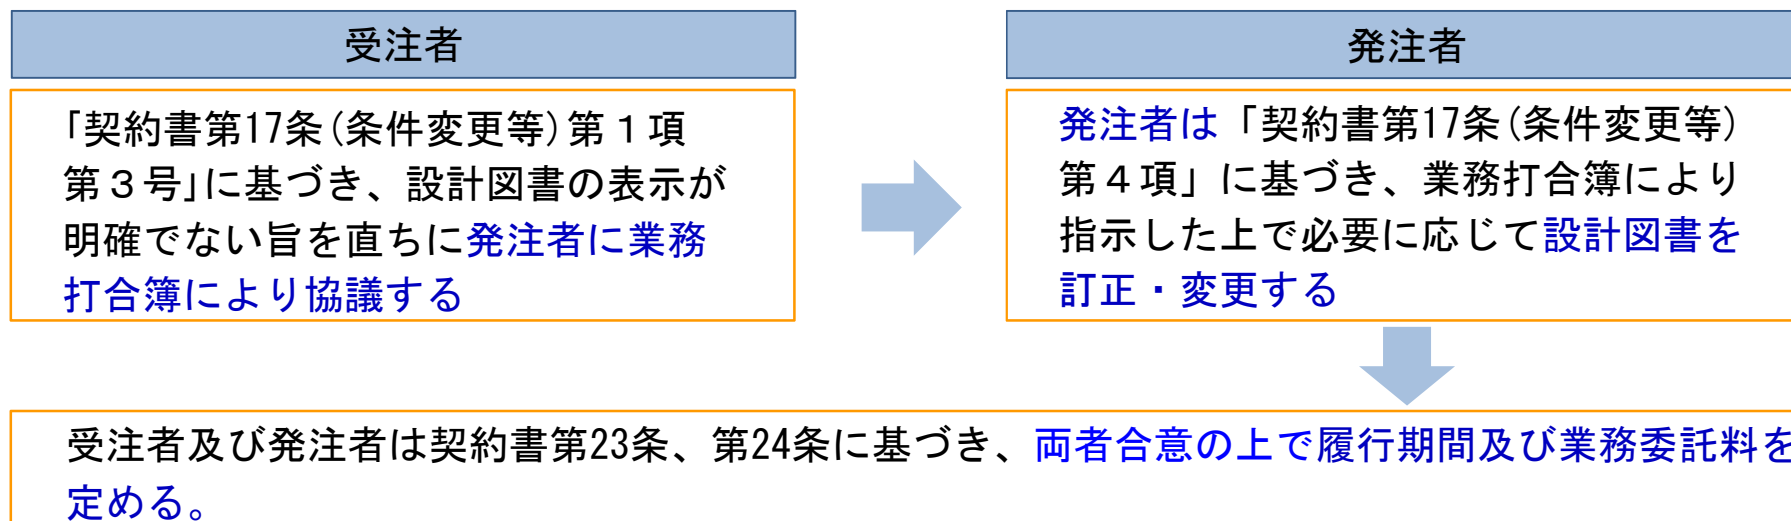 受注者
「契約書第17条(条件変更等)第１項
第３号」に基づき、設計図書の表示が
明確でない旨を直ちに発注者に業務
打合簿により協議する
発注者
発注者は「契約書第17条(条件変更等)
第４項」に基づき、業務打合簿により
指示した上で必要に応じて設計図書を
訂正・変更する
受注者及び発注者は契約書第23条、第24条に基づき、両者合意の上で履行期間及び業務委託料を
定める。